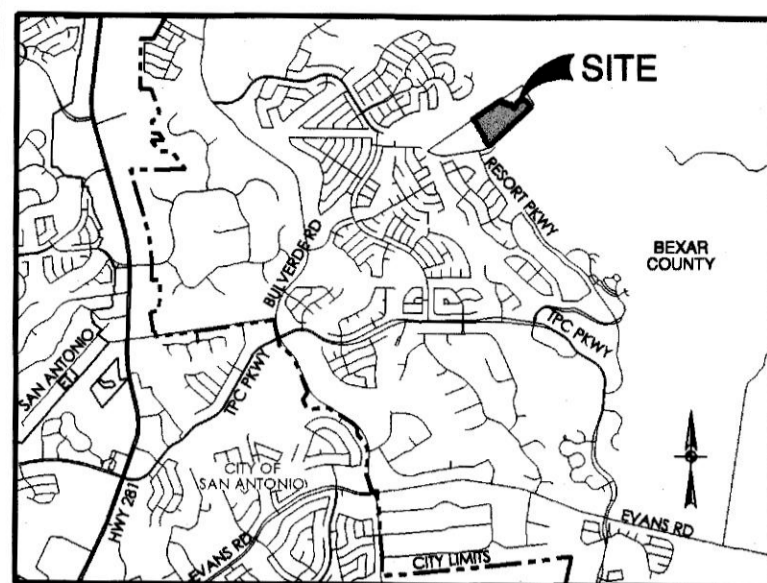 SITE
RESORT PKWY
BEXAR
COUNTY
BULVERDE RD
TPC PKWY
SAN ANTONIO
ETJ
TPC PKWY
CITY OF
SAN ANTONIO
HWY 281
EVANS RD
EVANS RD
CITY LIMITS